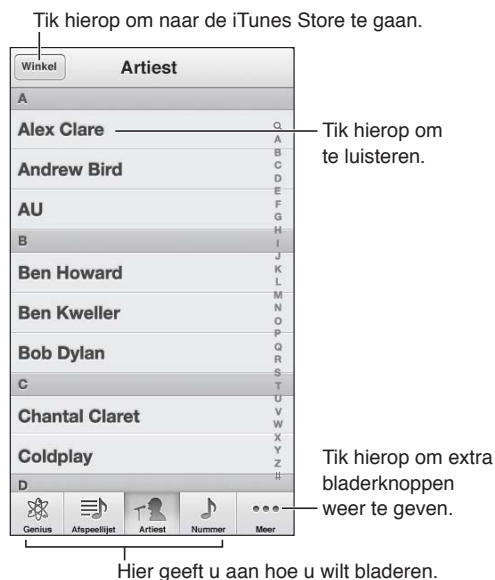 Tik hierop om naar de iTunes Store te gaan.
Winkel
Artiest
A
Alex Clare
Andrew Bird
AU
B
Ben Howard
Ben Kweller
Bob Dylan
C
Chantal Claret
Coldplay
D
A
B
C
D
E
F
G
H
I
J
K
L
M
N
O
P
Q
R
S
T
U
V
W
X
Y
Z
#
Tik hierop om
te luisteren.
Genius
Afspeellijst
Artiest
Nummer
Meer
Tik hierop om extra
bladerknoppen
weer te geven.
Hier geeft u aan hoe u wilt bladeren.